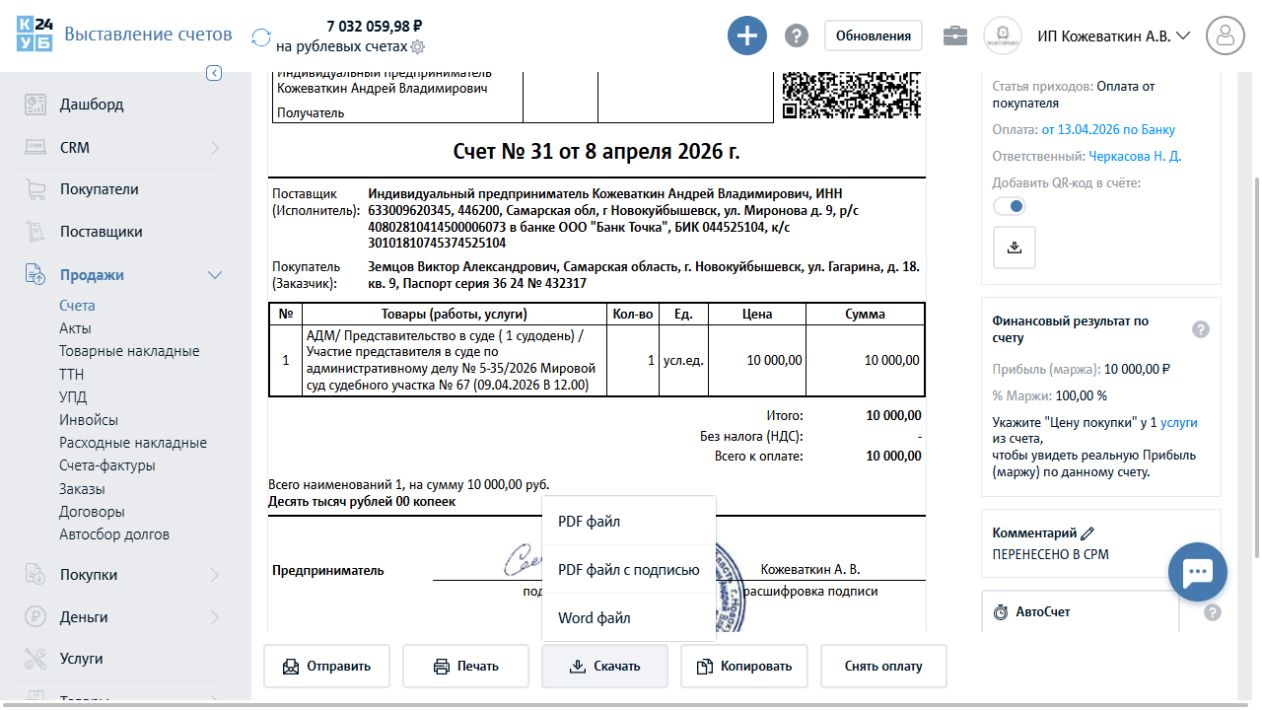 К 24
У Б
Выставление счетов
7 032 059,98 ₽
на рублевых счетах
Обновления
ИП Кожеваткин А.В.
Дашборд
CRM
Покупатели
Поставщики
Продажи
Счета
Акты
Товарные накладные
ТТН
УПД
Инвойсы
Расходные накладные
Счета-фактуры
Заказы
Договоры
Автосбор долгов
Покупки
Деньги
Услуги
Товары
Индивидуальный предприниматель
Кожеваткин Андрей Владимирович
Получатель
Счет № 31 от 8 апреля 2026 г.
Поставщик
(Исполнитель):
Индивидуальный предприниматель Кожеваткин Андрей Владимирович, ИНН
633009620345, 446200, Самарская обл, г Новокуйбышевск, ул. Миронова д. 9, р/с
40802810414500006073 в банке ООО "Банк Точка", БИК 044525104, к/с
30101810745374525104
Покупатель
(Заказчик):
Земцов Виктор Александрович, Самарская область, г. Новокуйбышевск, ул. Гагарина, д. 18.
кв. 9, Паспорт серия 36 24 № 432317
№ Товары (работы, услуги) Кол-во Ед. Цена Сумма
АДМ/ Представительство в суде ( 1 судодень) /
Участие представителя в суде по
1 1 усл.ед. 10 000,00 10 000,00
административному делу № 5-35/2026 Мировой
суд судебного участка № 67 (09.04.2026 В 12.00)
Итого: 10 000,00
Без налога (НДС): -
Всего к оплате: 10 000,00
Всего наименований 1, на сумму 10 000,00 руб.
Десять тысяч рублей 00 копеек
Предприниматель
Кожеваткин А. В.
под
расшифровка подписи
PDF файл
PDF файл с подписью
Word файл
Отправить
Печать
Скачать
Копировать
Снять оплату
Статья приходов: Оплата от
покупателя
Оплата: от 13.04.2026 по Банку
Ответственный: Черкасова Н. Д.
Добавить QR-код в счёте:
Финансовый результат по
счету
Прибыль (маржа): 10 000,00 ₽
% Маржи: 100,00 %
Укажите "Цену покупки" у 1 услуги
из счета,
чтобы увидеть реальную Прибыль
(маржу) по данному счету.
Комментарий
ПЕРЕНЕСЕНО В СРМ
АвтоСчет